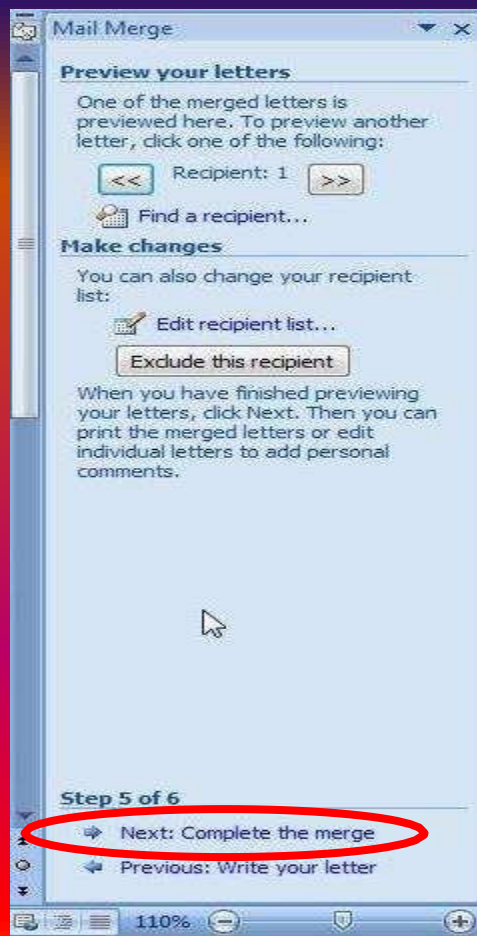 Mail Merge
Preview your letters
One of the merged letters is
previewed here. To preview another
letter, click one of the following:
<< Recipient: 1 >>
Find a recipient...
Make changes
You can also change your recipient
list:
Edit recipient list...
Exclude this recipient
When you have finished previewing
your letters, click Next. Then you can
print the merged letters or edit
individual letters to add personal
comments.
Step 5 of 6
Next: Complete the merge
Previous: Write your letter
110%